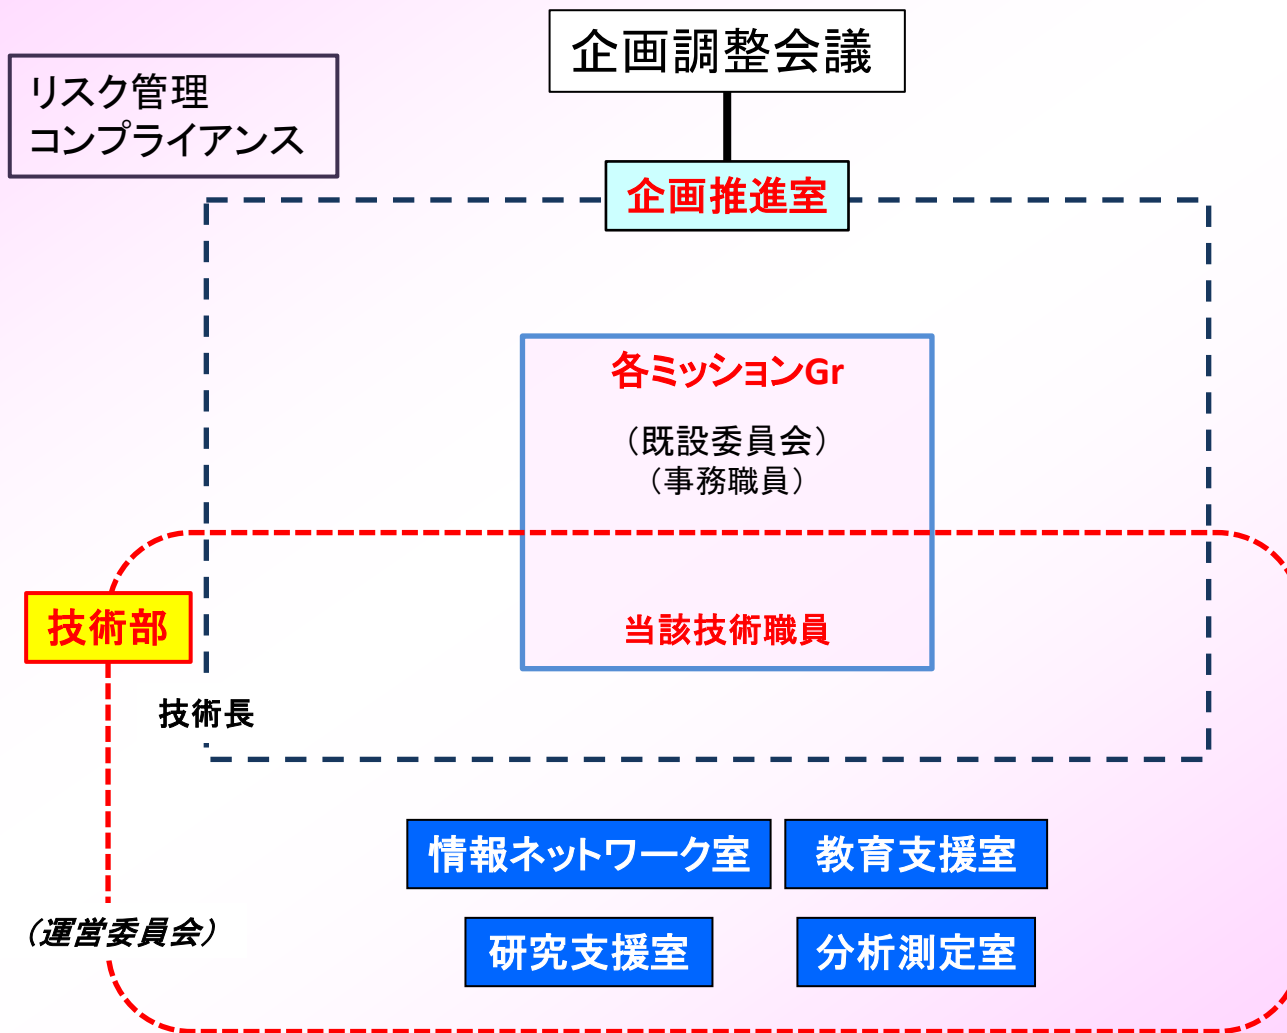 企画調整会議
リスク管理
コンプライアンス
企画推進室
各ミッションGr
（既設委員会）
（事務職員）
技術部
当該技術職員
技術長
情報ネットワーク室
教育支援室
（運営委員会）
研究支援室
分析測定室